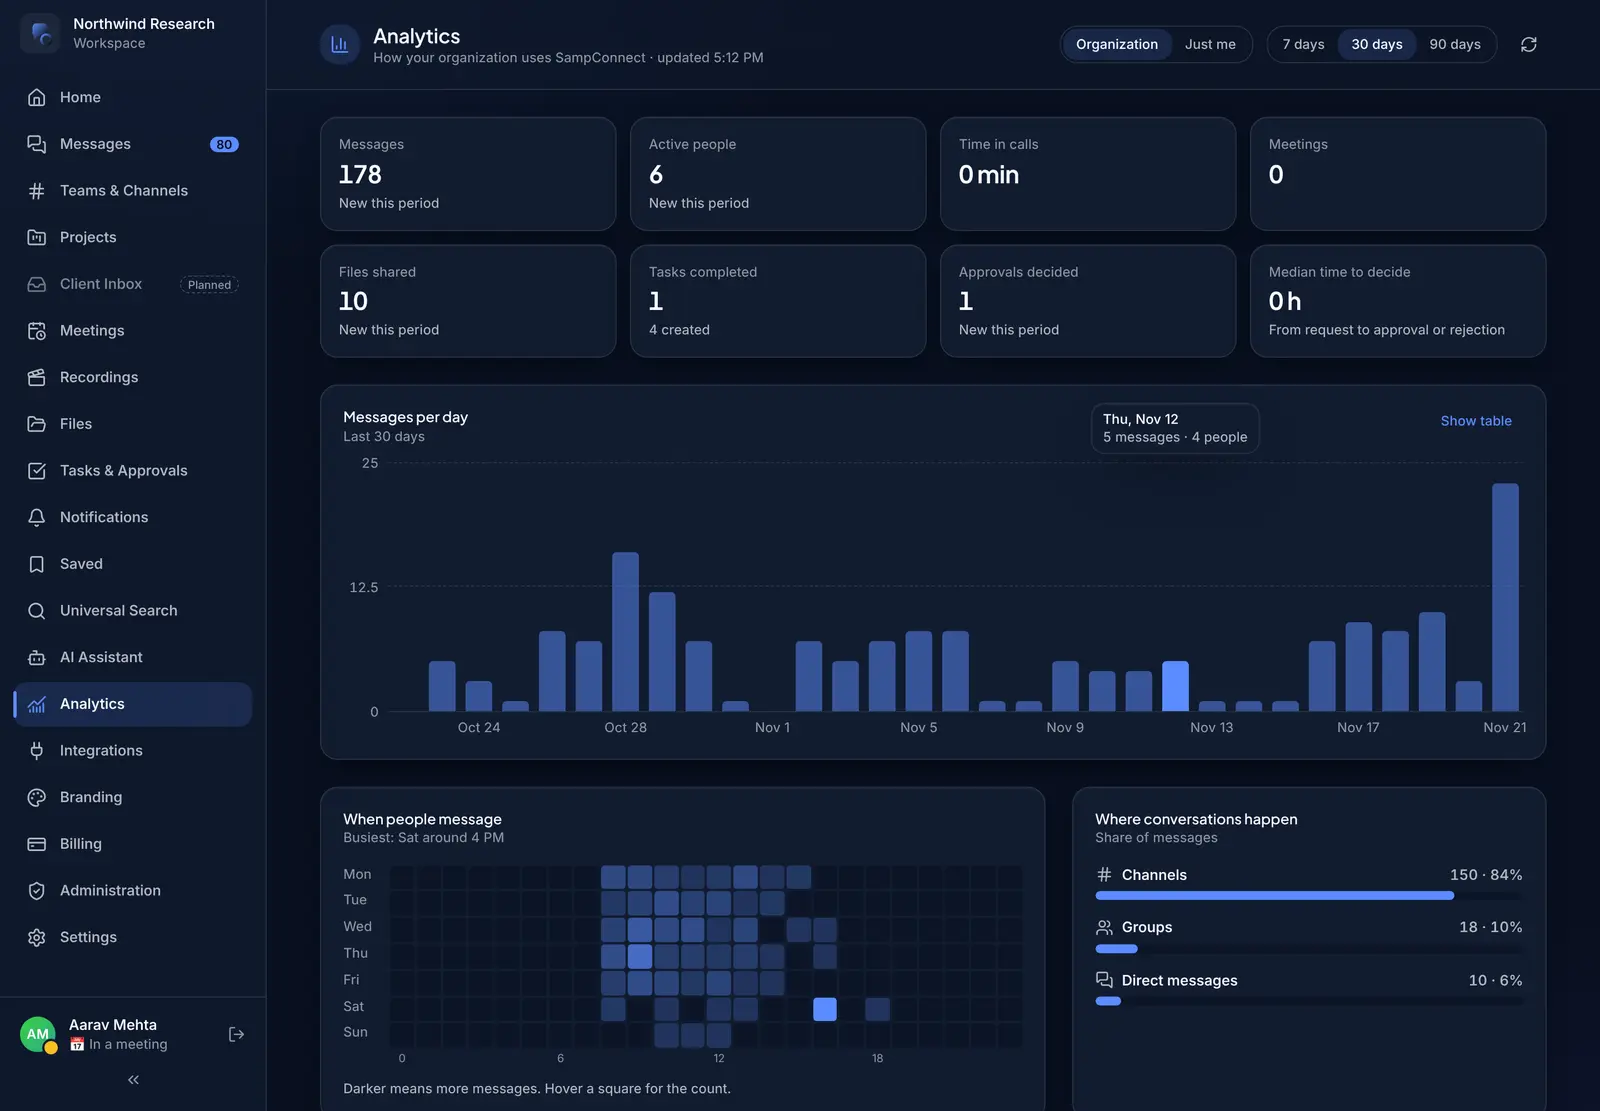 Northwind Research
Workspace
Home
Messages
80
Teams & Channels
Projects
Client Inbox
Planned
Meetings
Recordings
Files
Tasks & Approvals
Notifications
Saved
Universal Search
AI Assistant
Analytics
Integrations
Branding
Billing
Administration
Settings
AM
Aarav Mehta
📅 In a meeting
Analytics
How your organization uses SampConnect · updated 5:12 PM
Organization
Just me
7 days
30 days
90 days
Messages
178
New this period
Active people
6
New this period
Time in calls
0 min
Meetings
0
Files shared
10
New this period
Tasks completed
1
4 created
Approvals decided
1
New this period
Median time to decide
0 h
From request to approval or rejection
Messages per day
Last 30 days
Thu, Nov 12
5 messages · 4 people
Show table
25
12.5
0
Oct 24
Oct 28
Nov 1
Nov 5
Nov 9
Nov 13
Nov 17
Nov 21
When people message
Busiest: Sat around 4 PM
Mon
Tue
Wed
Thu
Fri
Sat
Sun
0
6
12
18
Darker means more messages. Hover a square for the count.
Where conversations happen
Share of messages
Channels
150 · 84%
Groups
18 · 10%
Direct messages
10 · 6%